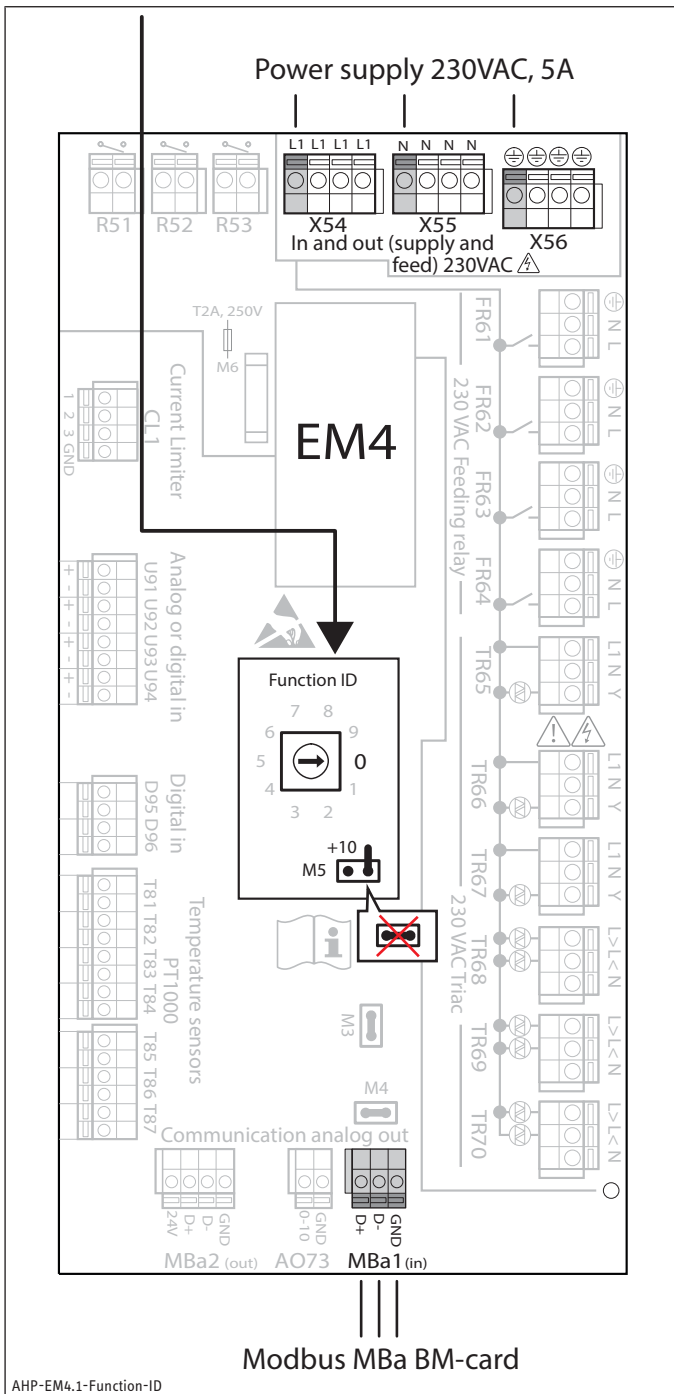 Power supply 230VAC, 5A
L1 L1 L1 L1
N N N N
R51 R52 R53
X54 X55 X56
In and out (supply and
feed) 230VAC
T2A, 250V
M6
EM4
1 2 3 GND
CL1
Current Limiter
+ - + - + - + -
U91 U92 U93 U94
Analog or digital in
D95 D96
Digital in
T81 T82 T83 T84
T85 T86 T87
Temperature sensors
PT1000
Function ID
7 8
6 9
5 0
4 1
3 2
+10
M5
i
M3
M4
FR61
N L
FR62
N L
FR63
N L
FR64
N L
230 VAC Feeding relay
TR65
L1 N Y
TR66
L1 N Y
TR67
L1 N Y
TR68
L> L< N
TR69
L> L< N
TR70
L> L< N
230 VAC Triac
Communication analog out
24V D+ D- GND
0-10 GND
D+ D- GND
MBa2 (out) AO73 MBa1 (in)
Modbus MBa BM-card
AHP-EM4.1-Function-ID